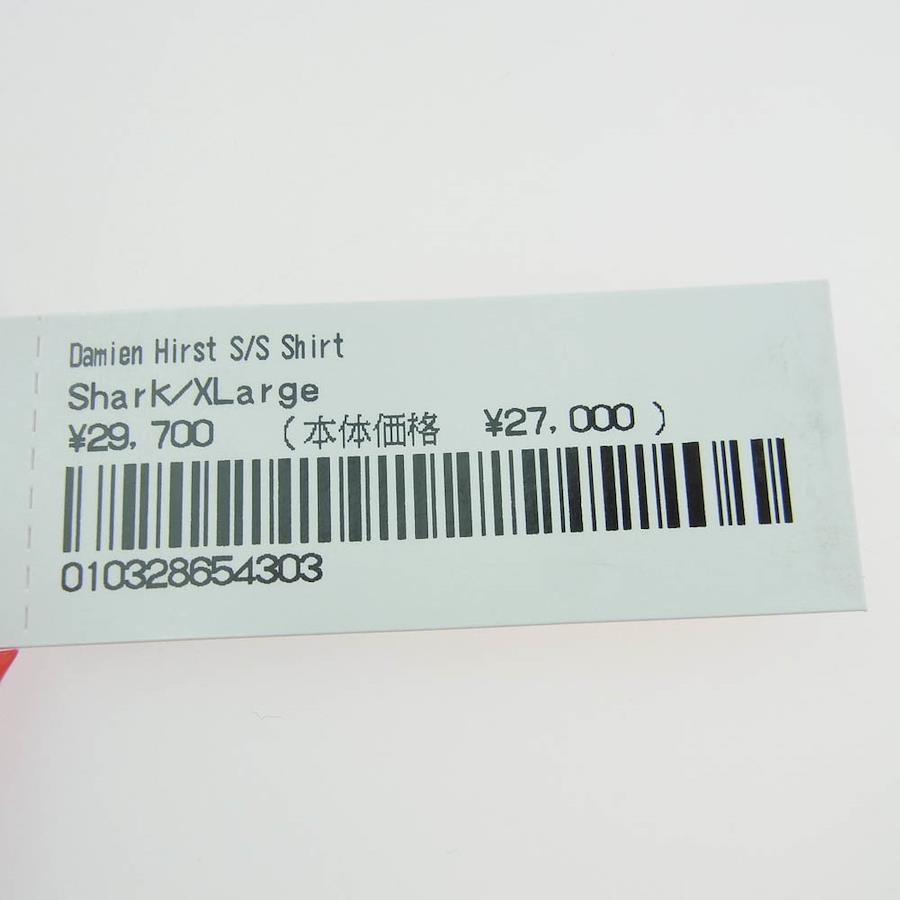 Damien Hirst S/S Shirt
Shark/XLarge
¥29,700 (本体価格 ¥27,000)
010328654303